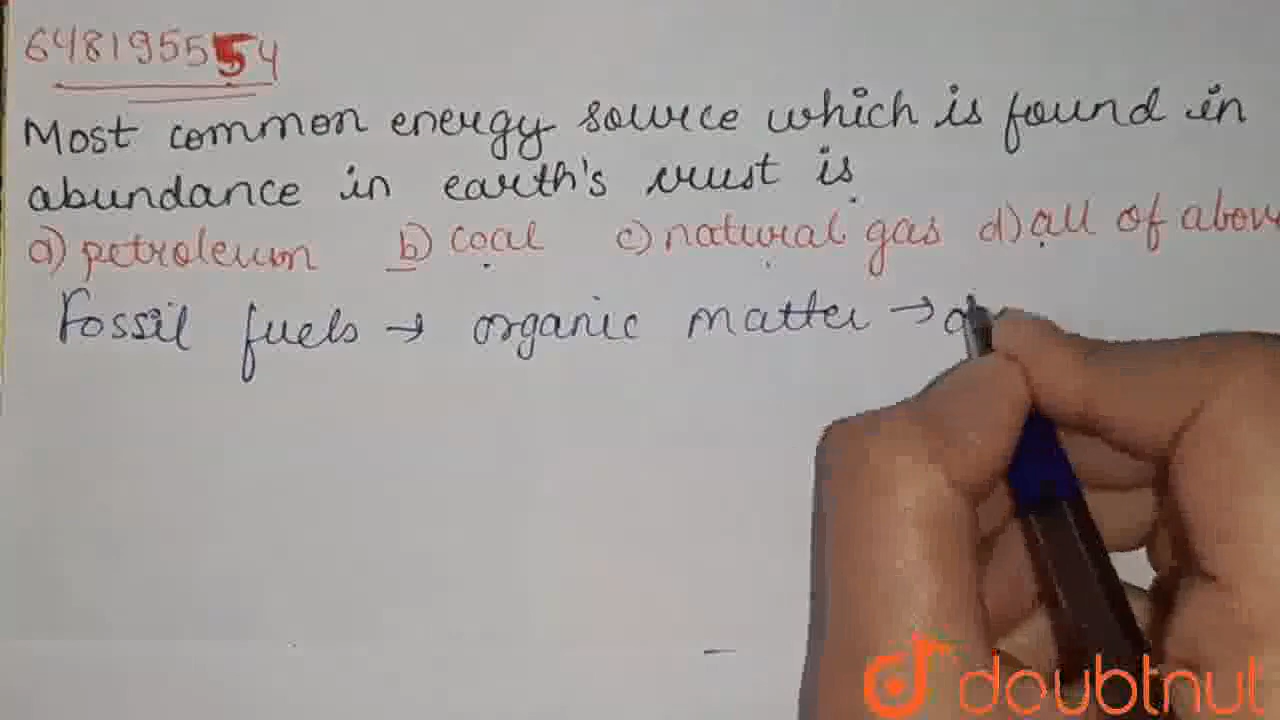 648195554
Most common energy source which is found in
abundance in earth's crust is
a) petroleum b) coal c) natural gas d) all of above
Fossil fuels → organic matter →
doubtnut